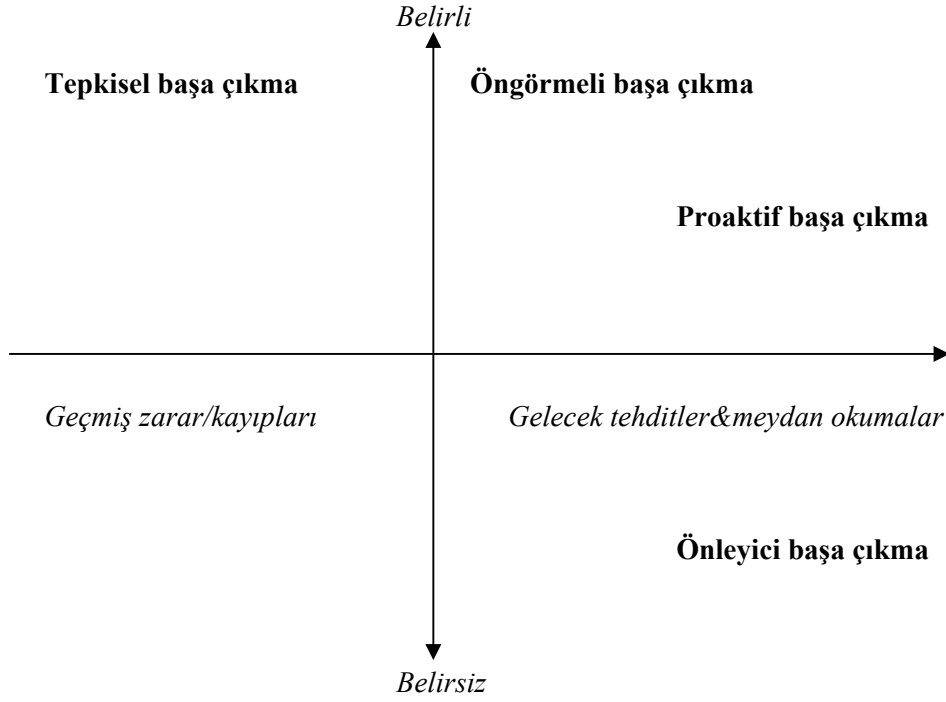 Belirli
Tepkisel başa çıkma
Öngörmeli başa çıkma
Proaktif başa çıkma
Geçmiş zarar/kayıpları
Gelecek tehditler&meydan okumalar
Önleyici başa çıkma
Belirsiz